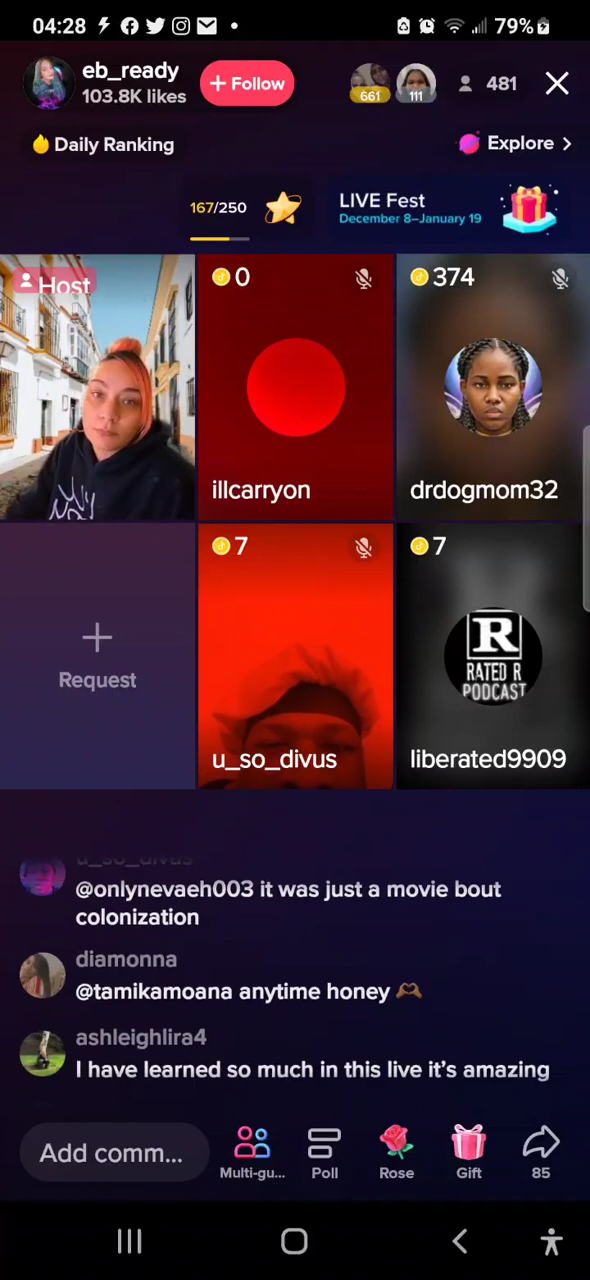 04:28
79%
eb_ready
103.8K likes
+ Follow
661
111
481
Daily Ranking
Explore >
167/250
LIVE Fest
December 8–January 19
Host
0
374
illcarryon
drdogmom32
Request
7
7
R
RATED R
PODCAST
u_so_divus
liberated9909
u_so_divus
@onlynevaeh003 it was just a movie bout
colonization
diamonna
@tamikamoana anytime honey 🫶🏾
ashleighlira4
I have learned so much in this live it's amazing
Add comm...
Multi-gu...
Poll
Rose
Gift
85